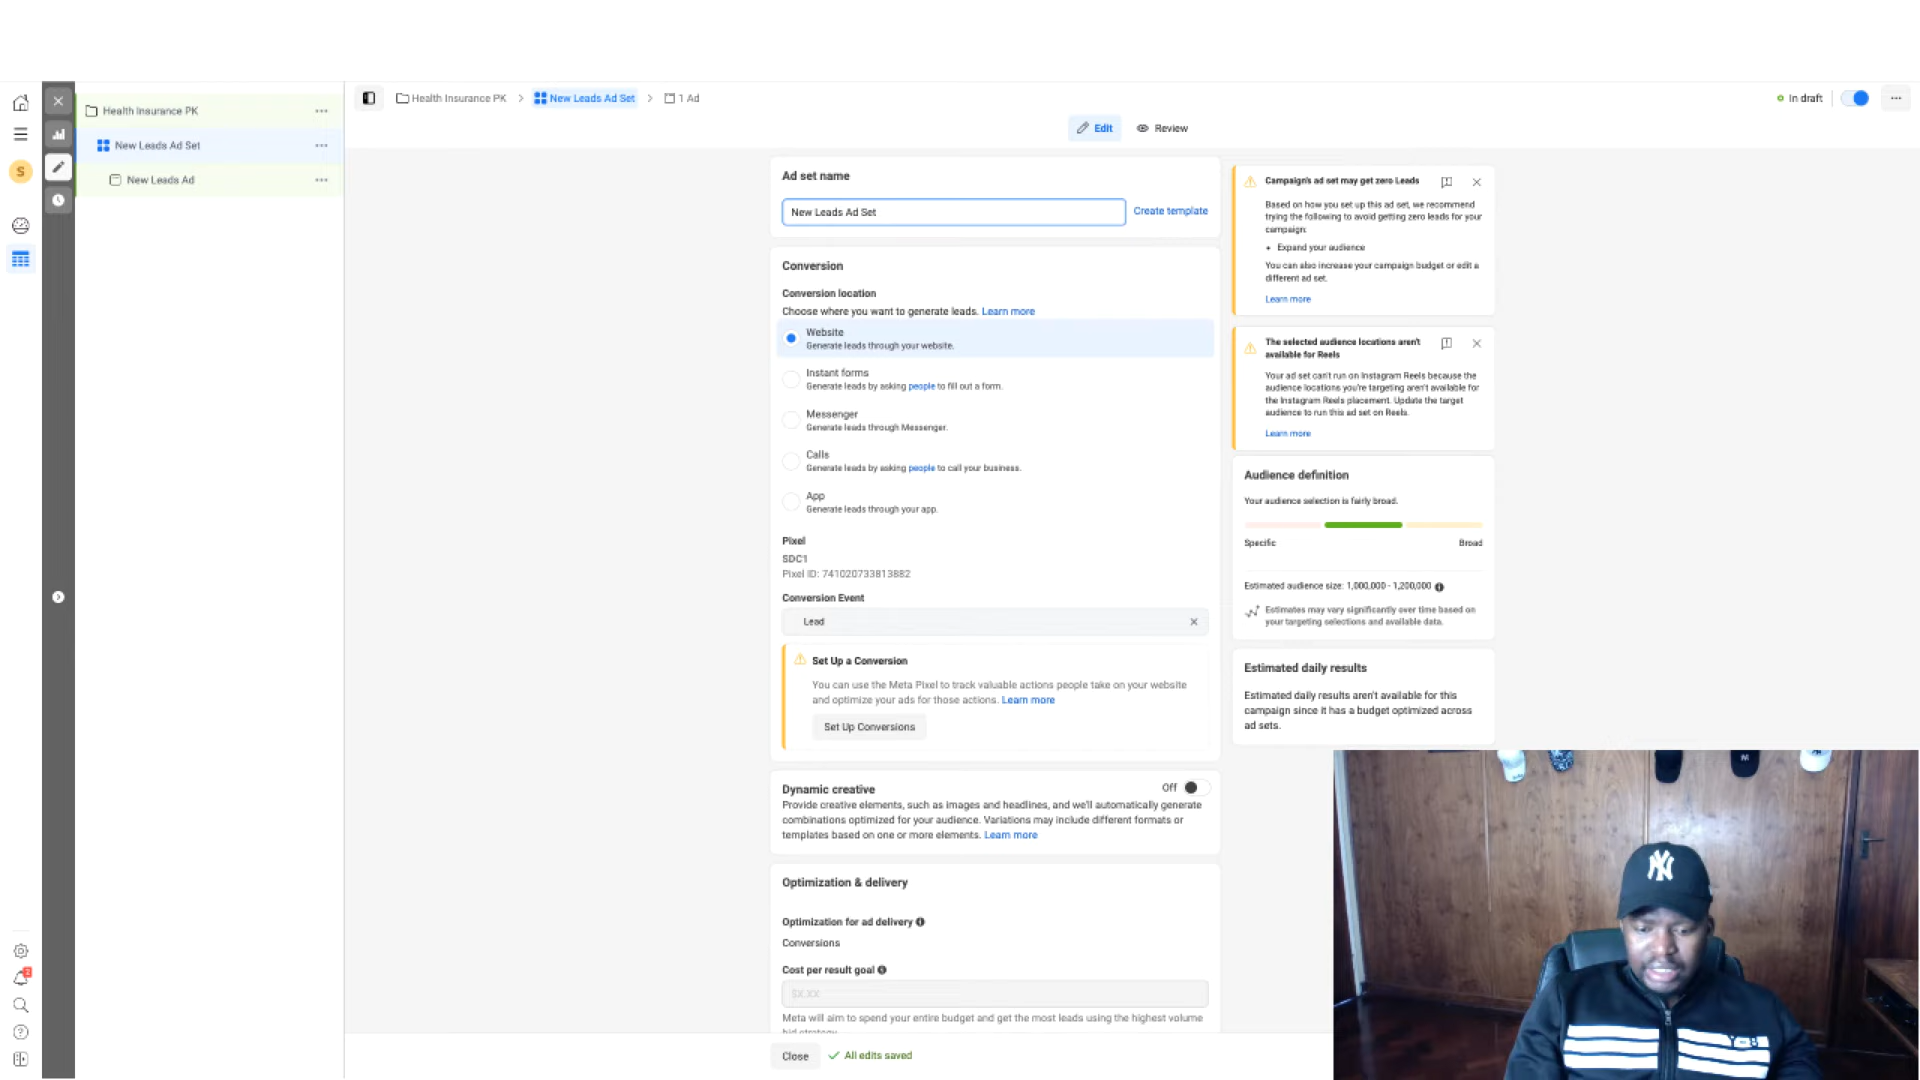 Health Insurance PK
New Leads Ad Set
1 Ad
In draft
Health Insurance PK
New Leads Ad Set
New Leads Ad
S
2
Edit
Review
Ad set name
New Leads Ad Set
Create template
Conversion
Conversion location
Choose where you want to generate leads. Learn more
Website
Generate leads through your website.
Instant forms
Generate leads by asking people to fill out a form.
Messenger
Generate leads through Messenger.
Calls
Generate leads by asking people to call your business.
App
Generate leads through your app.
Pixel
SDC1
Pixel ID: 741020733813882
Conversion Event
Lead
Set Up a Conversion
You can use the Meta Pixel to track valuable actions people take on your website
and optimize your ads for those actions. Learn more
Set Up Conversions
Dynamic creative
Off
Provide creative elements, such as images and headlines, and we'll automatically generate
combinations optimized for your audience. Variations may include different formats or
templates based on one or more elements. Learn more
Optimization & delivery
Optimization for ad delivery
Conversions
Cost per result goal
$X.XX
Meta will aim to spend your entire budget and get the most leads using the highest volume
bid strategy.
Close
All edits saved
Campaign's ad set may get zero Leads
Based on how you set up this ad set, we recommend
trying the following to avoid getting zero leads for your
campaign:
• Expand your audience
You can also increase your campaign budget or edit a
different ad set.
Learn more
The selected audience locations aren't
available for Reels
Your ad set can't run on Instagram Reels because the
audience locations you're targeting aren't available for
the Instagram Reels placement. Update the target
audience to run this ad set on Reels.
Learn more
Audience definition
Your audience selection is fairly broad.
Specific
Broad
Estimated audience size: 1,000,000 - 1,200,000
Estimates may vary significantly over time based on
your targeting selections and available data.
Estimated daily results
Estimated daily results aren't available for this
campaign since it has a budget optimized across
ad sets.
NY